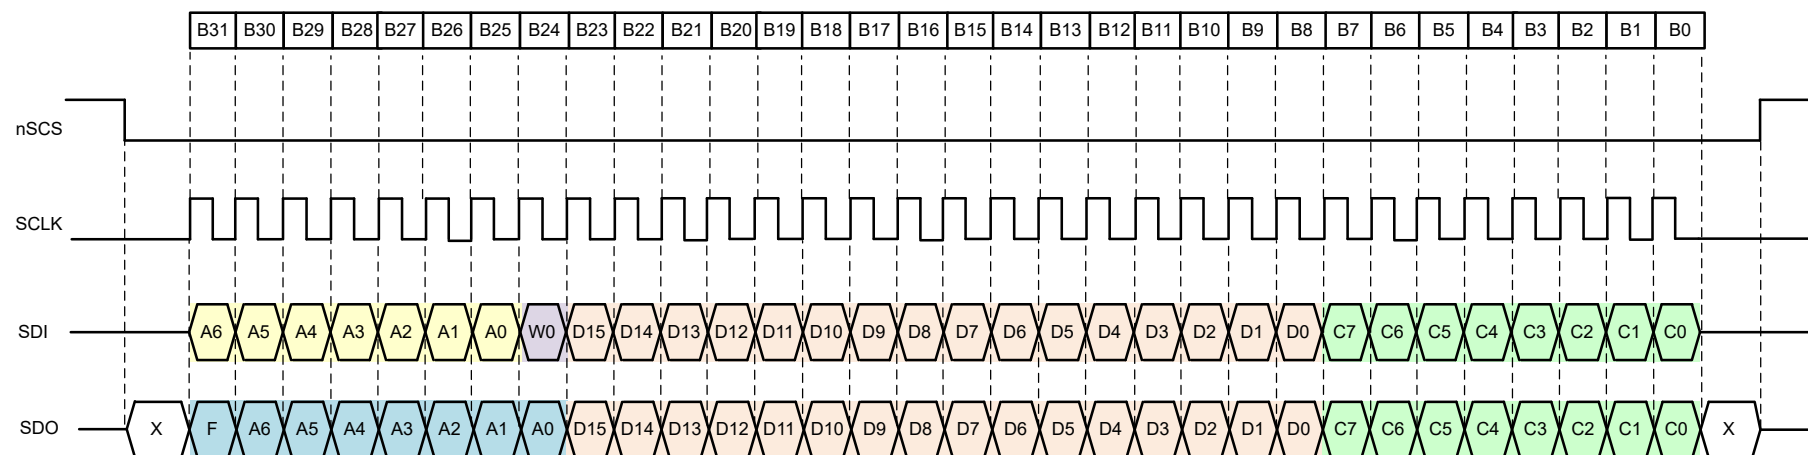 B31 B30 B29 B28 B27 B26 B25 B24 B23 B22 B21 B20 B19 B18 B17 B16 B15 B14 B13 B12 B11 B10 B9 B8 B7 B6 B5 B4 B3 B2 B1 B0
nSCS
SCLK
SDI A6 A5 A4 A3 A2 A1 A0 W0 D15 D14 D13 D12 D11 D10 D9 D8 D7 D6 D5 D4 D3 D2 D1 D0 C7 C6 C5 C4 C3 C2 C1 C0
SDO X F A6 A5 A4 A3 A2 A1 A0 D15 D14 D13 D12 D11 D10 D9 D8 D7 D6 D5 D4 D3 D2 D1 D0 C7 C6 C5 C4 C3 C2 C1 C0 X